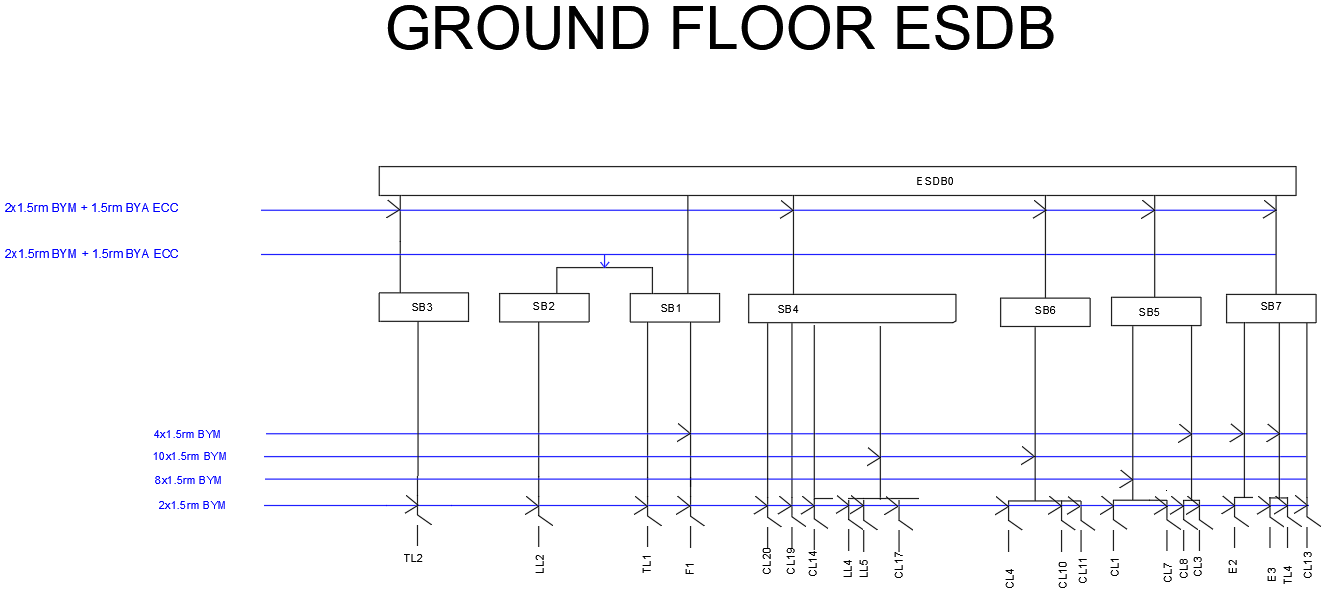 GROUND FLOOR ESDB
ESDB0
2x1.5rm BYM + 1.5rm BYA ECC
2x1.5rm BYM + 1.5rm BYA ECC
SB3
SB2
SB1
SB4
SB6
SB5
SB7
4x1.5rm BYM
10x1.5rm BYM
8x1.5rm BYM
2x1.5rm BYM
TL2
LL2
TL1
F1
CL20
CL19
CL14
LL4
LL5
CL17
CL4
CL10
CL11
CL1
CL7
CL8
CL3
E2
E3
TL4
CL13